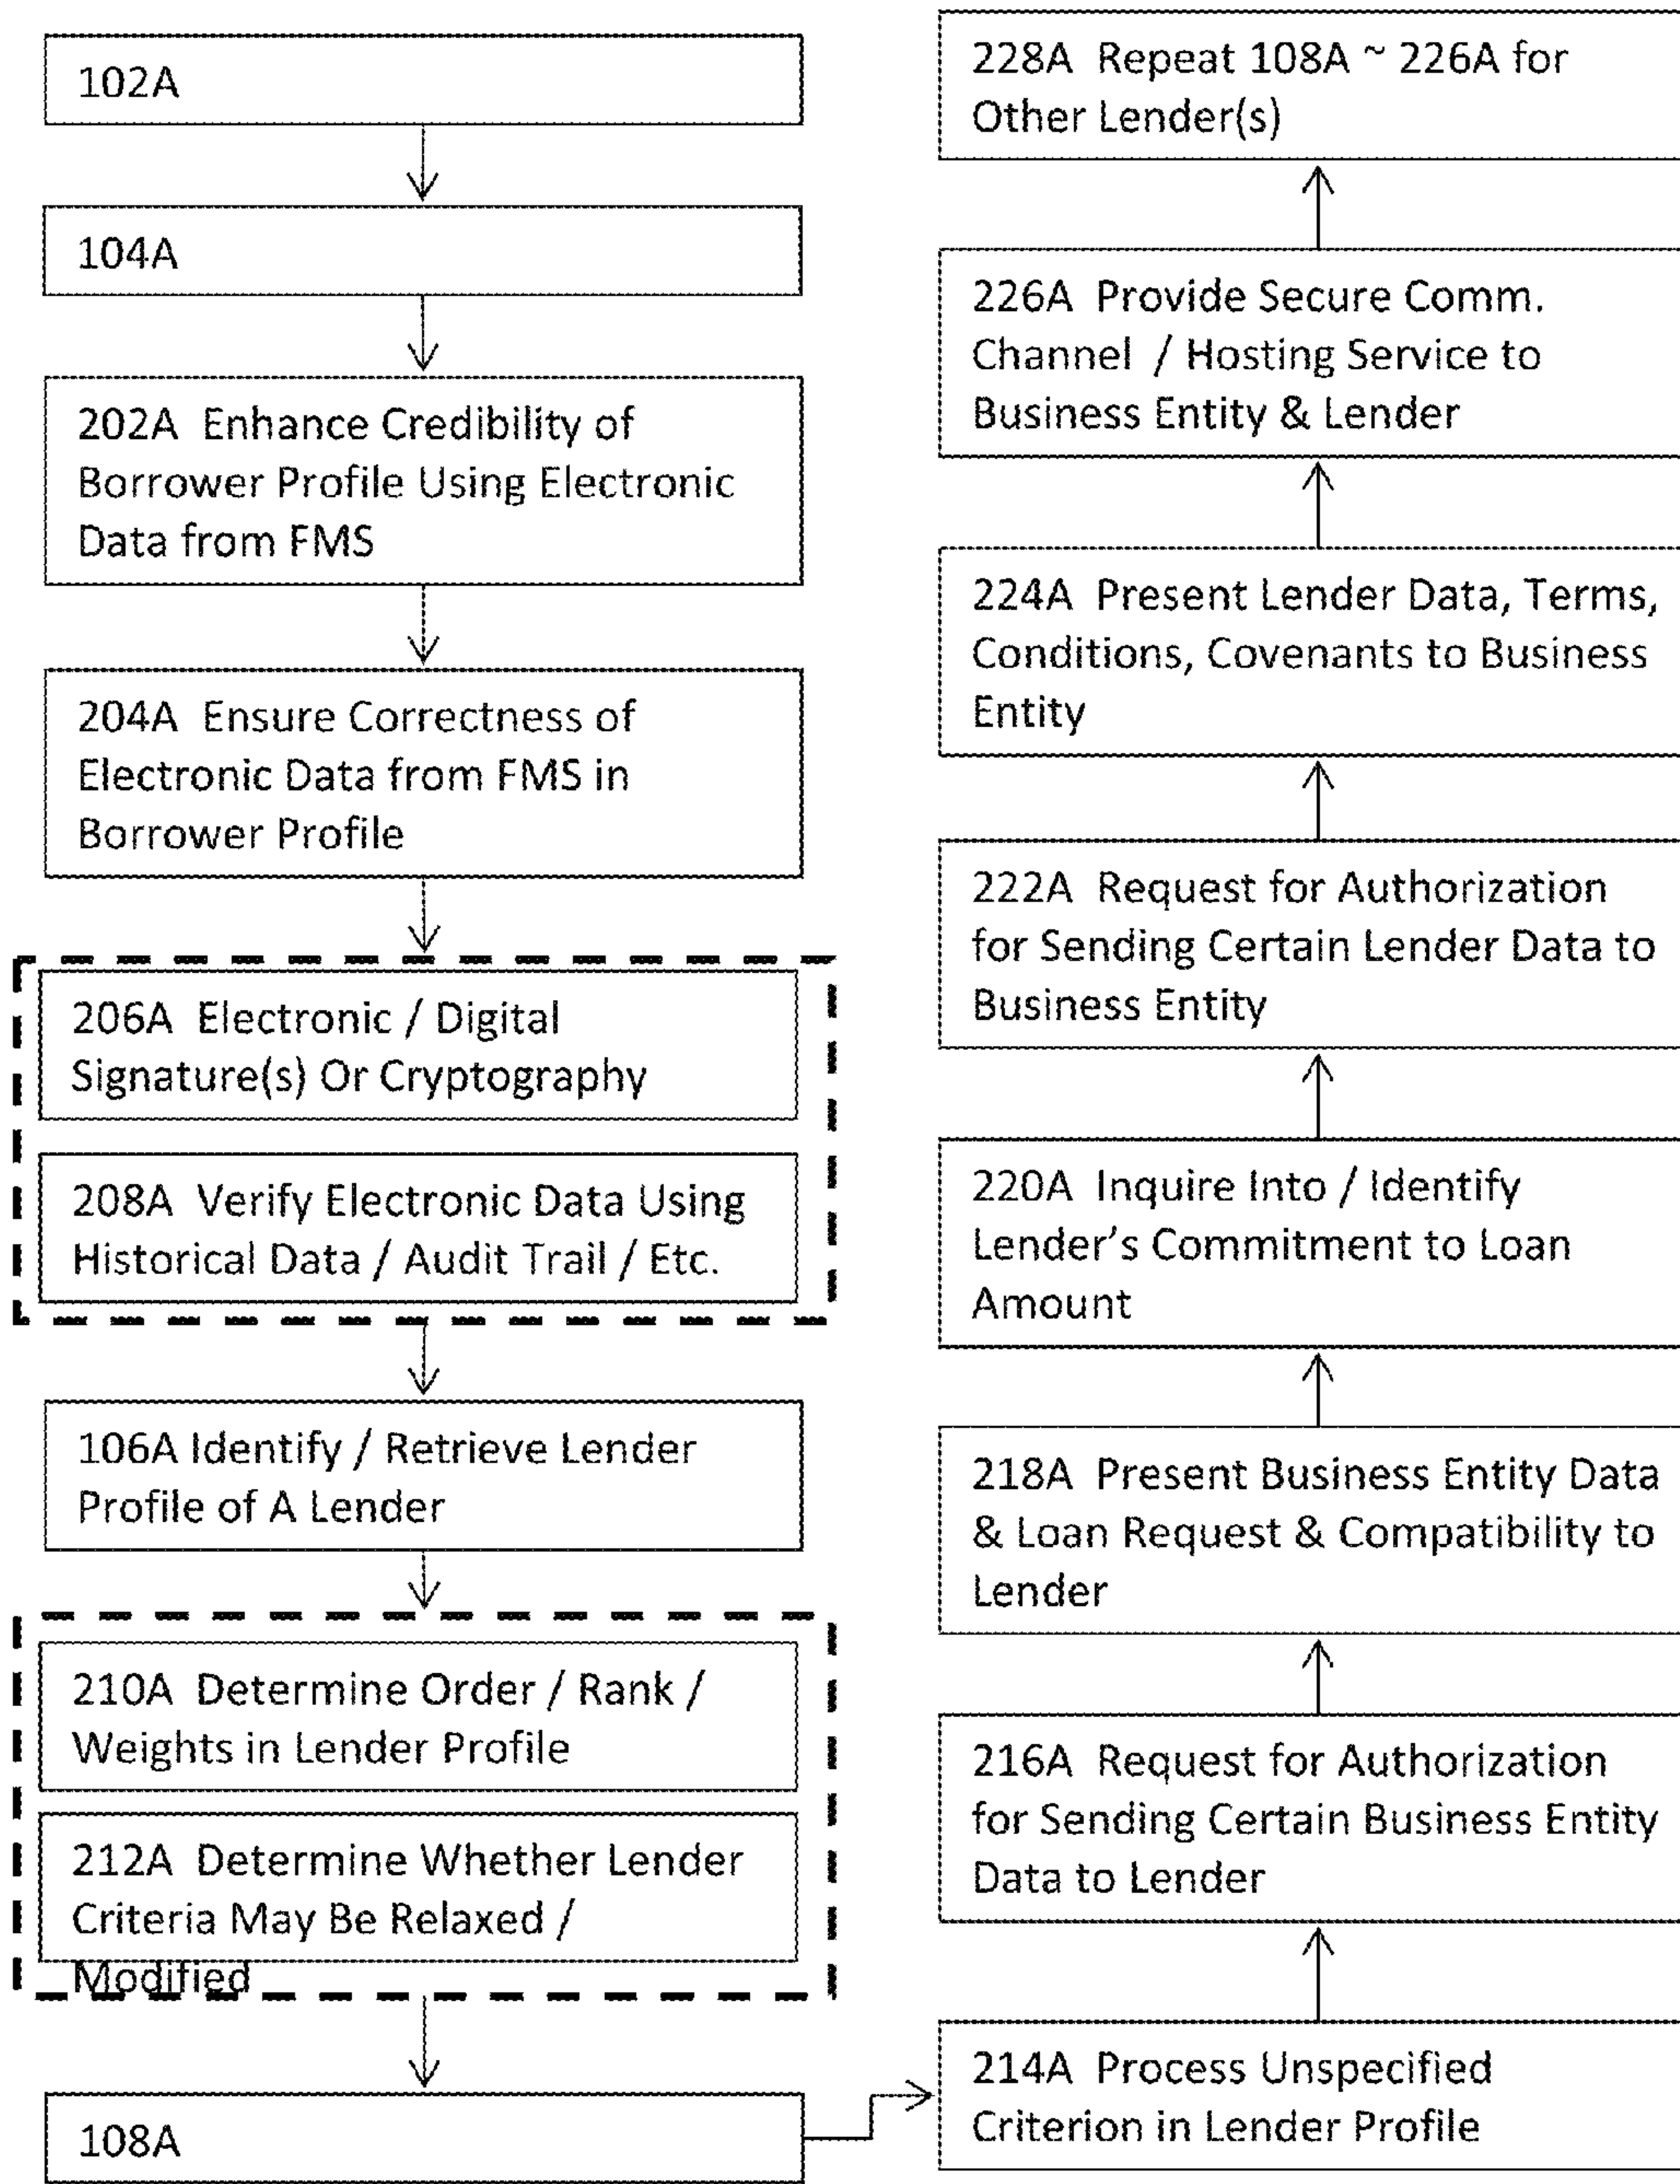 102A
104A
202A Enhance Credibility of
Borrower Profile Using Electronic
Data from FMS
204A Ensure Correctness of
Electronic Data from FMS in
Borrower Profile
206A Electronic / Digital
Signature(s) Or Cryptography
208A Verify Electronic Data Using
Historical Data / Audit Trail / Etc.
106A Identify / Retrieve Lender
Profile of A Lender
210A Determine Order / Rank /
Weights in Lender Profile
212A Determine Whether Lender
Criteria May Be Relaxed /
Modified
108A
214A Process Unspecified
Criterion in Lender Profile
216A Request for Authorization
for Sending Certain Business Entity
Data to Lender
218A Present Business Entity Data
& Loan Request & Compatibility to
Lender
220A Inquire Into / Identify
Lender's Commitment to Loan
Amount
222A Request for Authorization
for Sending Certain Lender Data to
Business Entity
224A Present Lender Data, Terms,
Conditions, Covenants to Business
Entity
226A Provide Secure Comm.
Channel / Hosting Service to
Business Entity & Lender
228A Repeat 108A ~ 226A for
Other Lender(s)